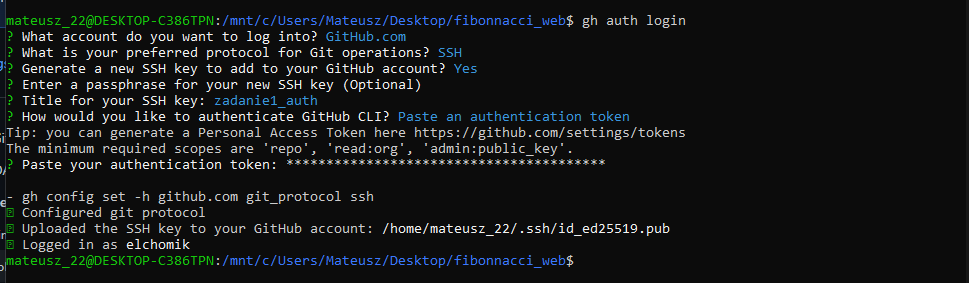 mateusz_22@DESKTOP-C386TPN:/mnt/c/Users/Mateusz/Desktop/fibonnacci_web$ gh auth login
? What account do you want to log into? GitHub.com
? What is your preferred protocol for Git operations? SSH
? Generate a new SSH key to add to your GitHub account? Yes
? Enter a passphrase for your new SSH key (Optional)
? Title for your SSH key: zadanie1_auth
? How would you like to authenticate GitHub CLI? Paste an authentication token
Tip: you can generate a Personal Access Token here https://github.com/settings/tokens
The minimum required scopes are 'repo', 'read:org', 'admin:public_key'.
? Paste your authentication token: ****************************************
- gh config set -h github.com git_protocol ssh
Configured git protocol
Uploaded the SSH key to your GitHub account: /home/mateusz_22/.ssh/id_ed25519.pub
Logged in as elchomik
mateusz_22@DESKTOP-C386TPN:/mnt/c/Users/Mateusz/Desktop/fibonnacci_web$